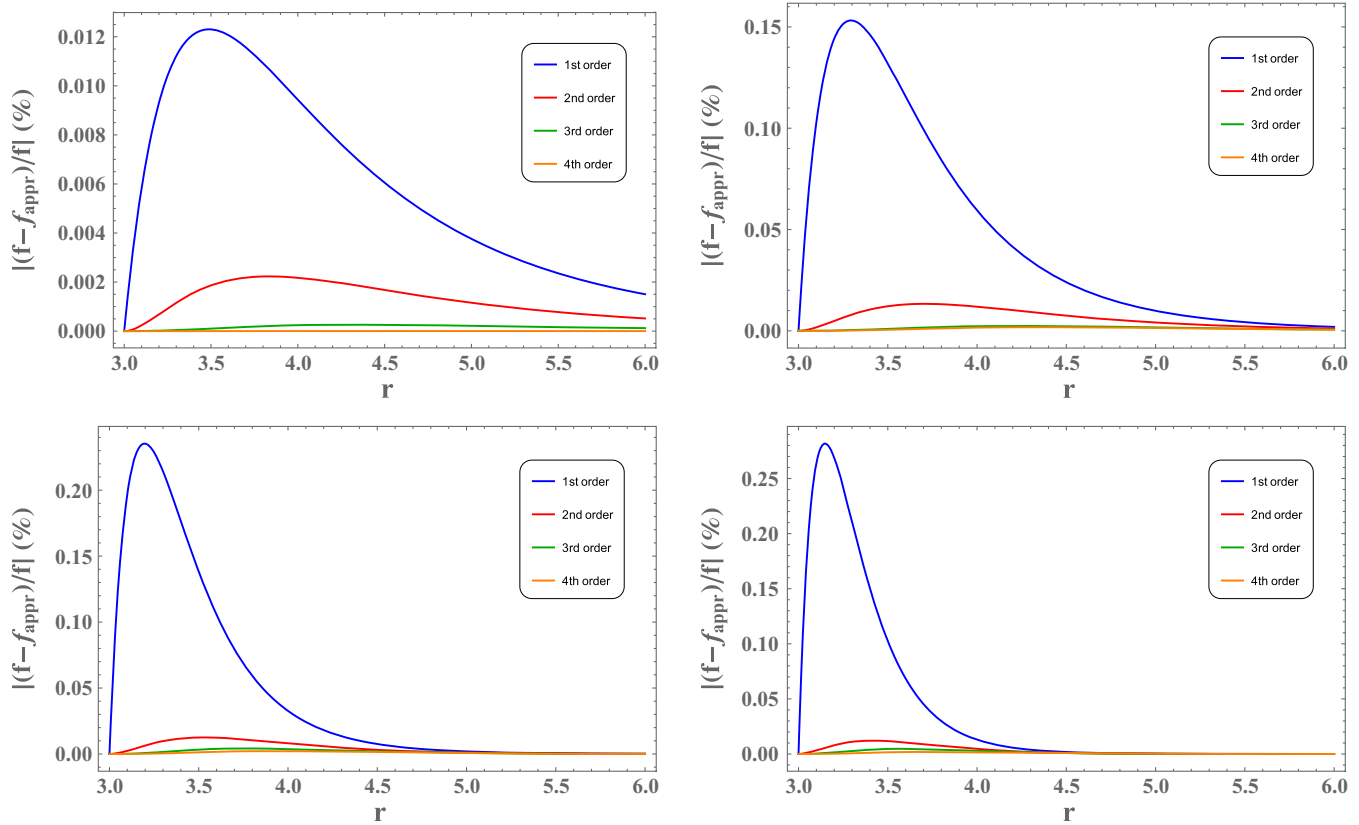 |(f−f_appr)/f| (%)
0.012
0.010
0.008
0.006
0.004
0.002
0.000
1st order
2nd order
3rd order
4th order
3.0 3.5 4.0 4.5 5.0 5.5 6.0
r
|(f−f_appr)/f| (%)
0.15
0.10
0.05
0.00
1st order
2nd order
3rd order
4th order
3.0 3.5 4.0 4.5 5.0 5.5 6.0
r
|(f−f_appr)/f| (%)
0.20
0.15
0.10
0.05
0.00
1st order
2nd order
3rd order
4th order
3.0 3.5 4.0 4.5 5.0 5.5 6.0
r
|(f−f_appr)/f| (%)
0.25
0.20
0.15
0.10
0.05
0.00
1st order
2nd order
3rd order
4th order
3.0 3.5 4.0 4.5 5.0 5.5 6.0
r